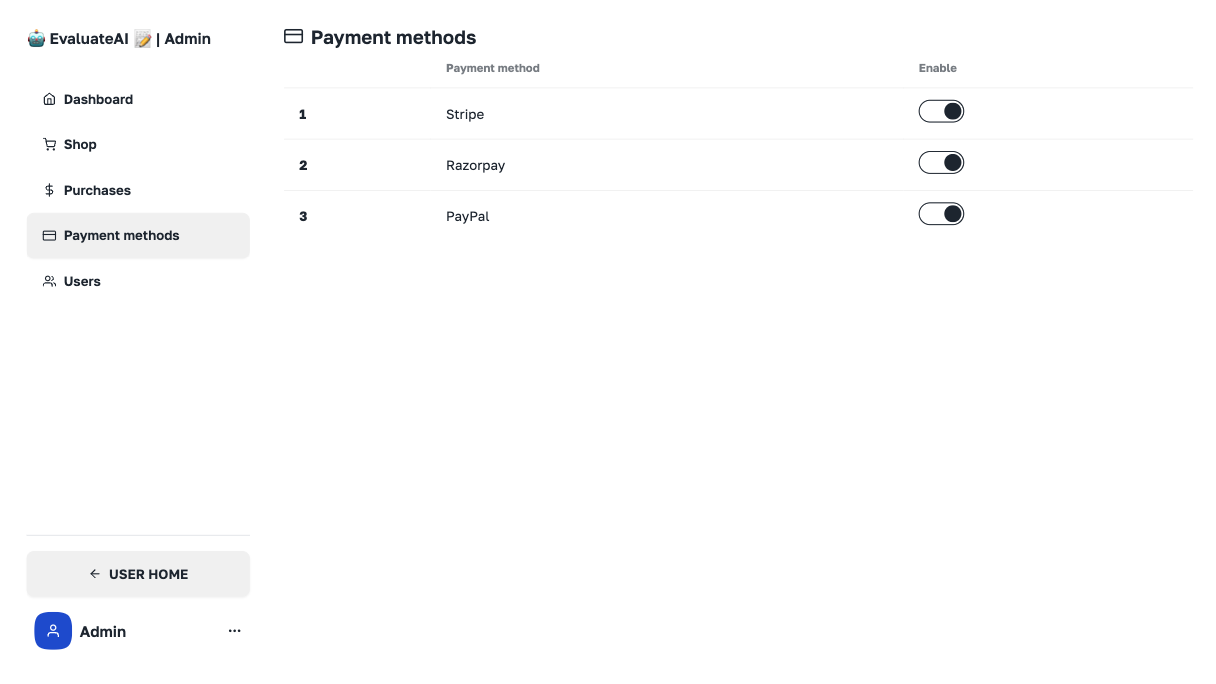 🤖 EvaluateAI 📝 | Admin
Dashboard
Shop
Purchases
Payment methods
Users
← USER HOME
Admin
Payment methods
Payment method Enable
1 Stripe
2 Razorpay
3 PayPal